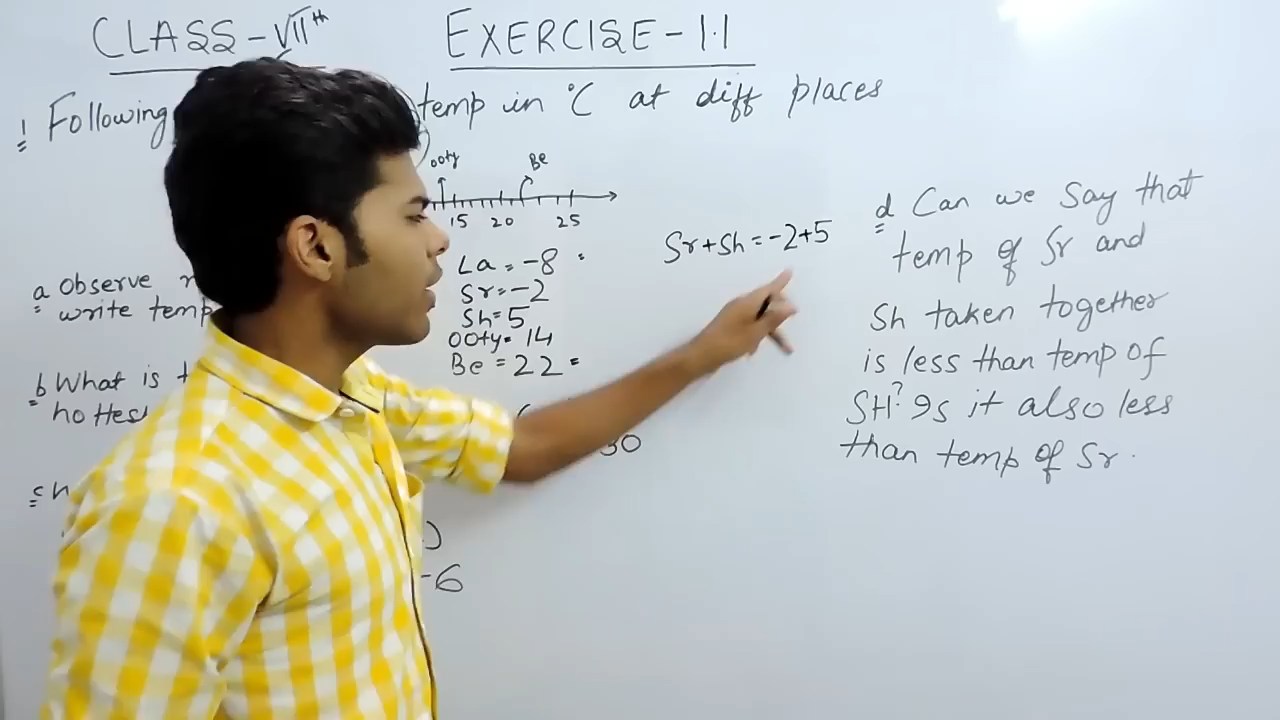 CLASS-VIIth
EXERCISE-1.1
1 Following temp in °C at diff places
ooty Be
15 20 25
a observe
write temp
b What is
hottest
c
La = -8
Sr = -2
Sh = 5
ooty = 14
Be = 22 =
30
-6
Sr+Sh = -2+5
d Can we say that
temp of Sr and
Sh taken together
is less than temp of
SH? Is it also less
than temp of Sr.